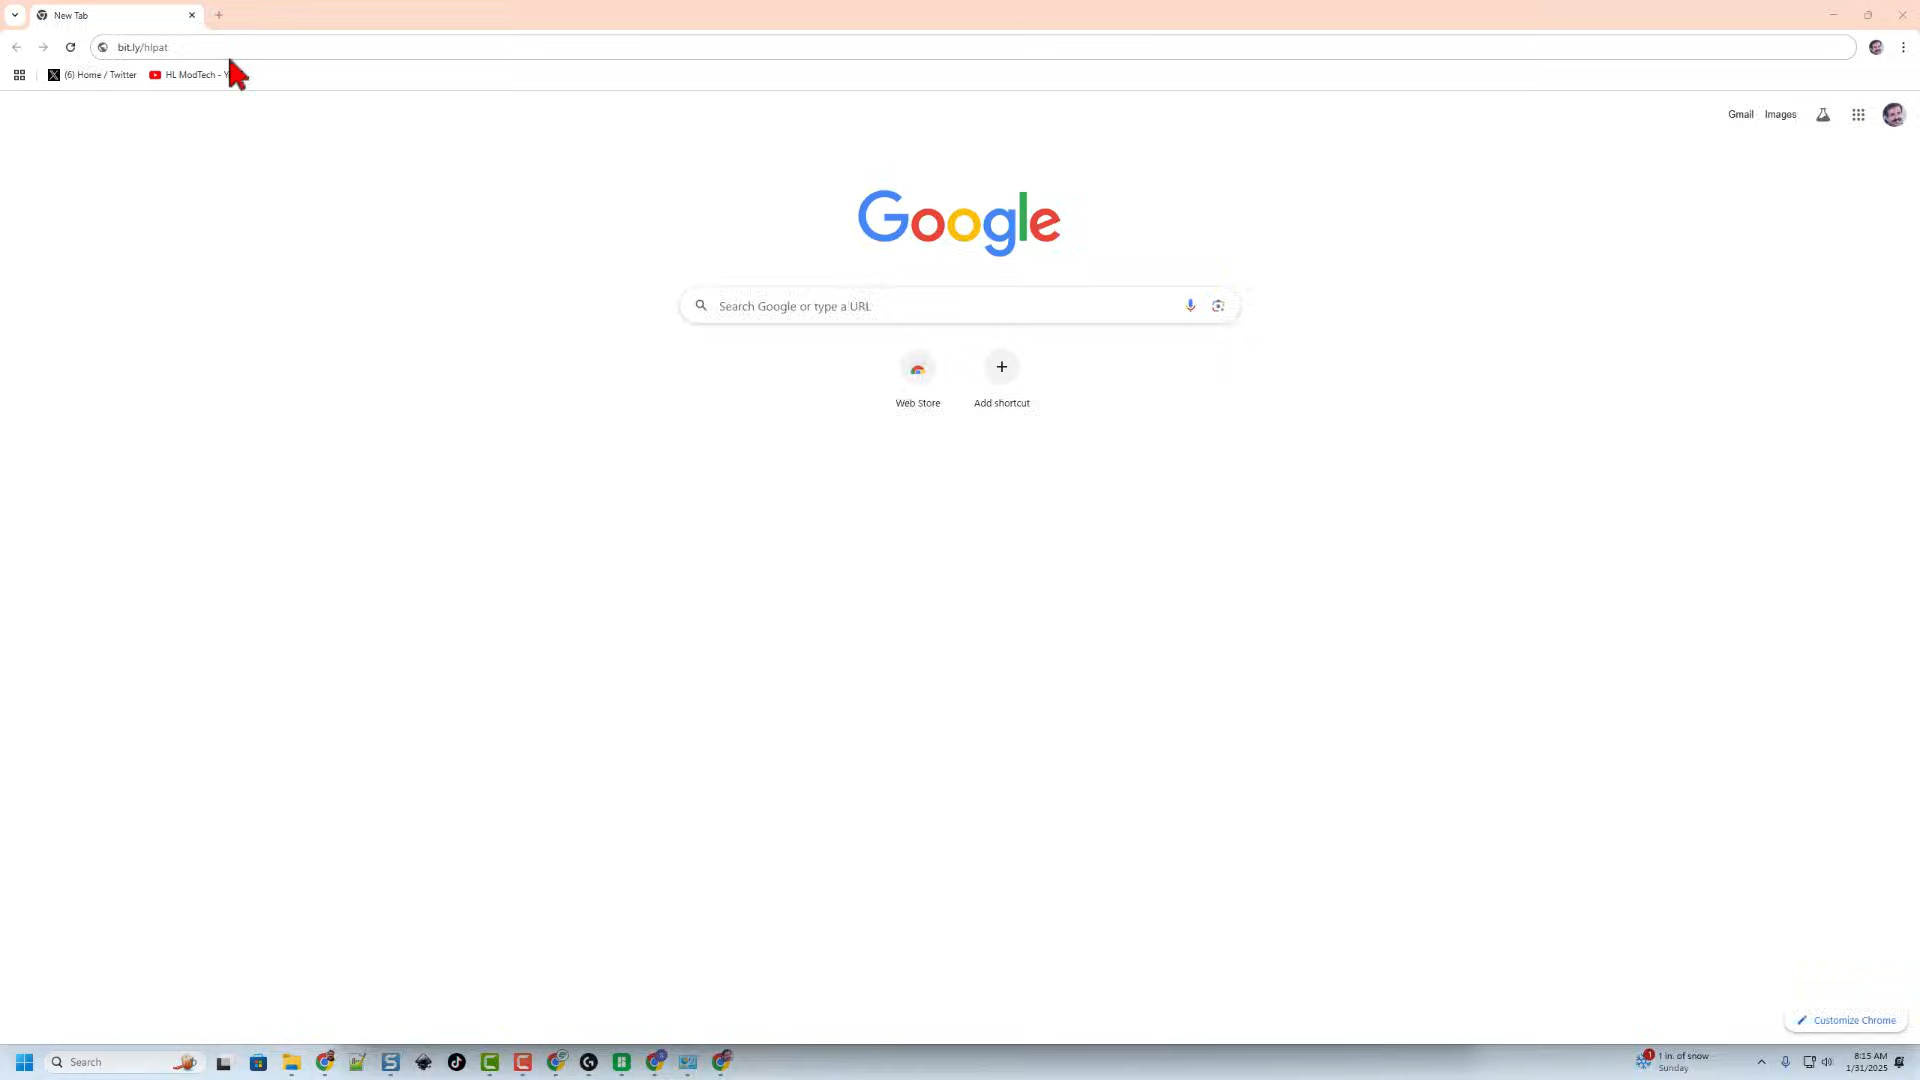 New Tab
bit.ly/hlpat
(6) Home / Twitter
HL ModTech - Y
Gmail
Images
Google
Search Google or type a URL
Web Store
Add shortcut
Customize Chrome
Search
1
1 in. of snow
Sunday
8:15 AM
1/31/2025